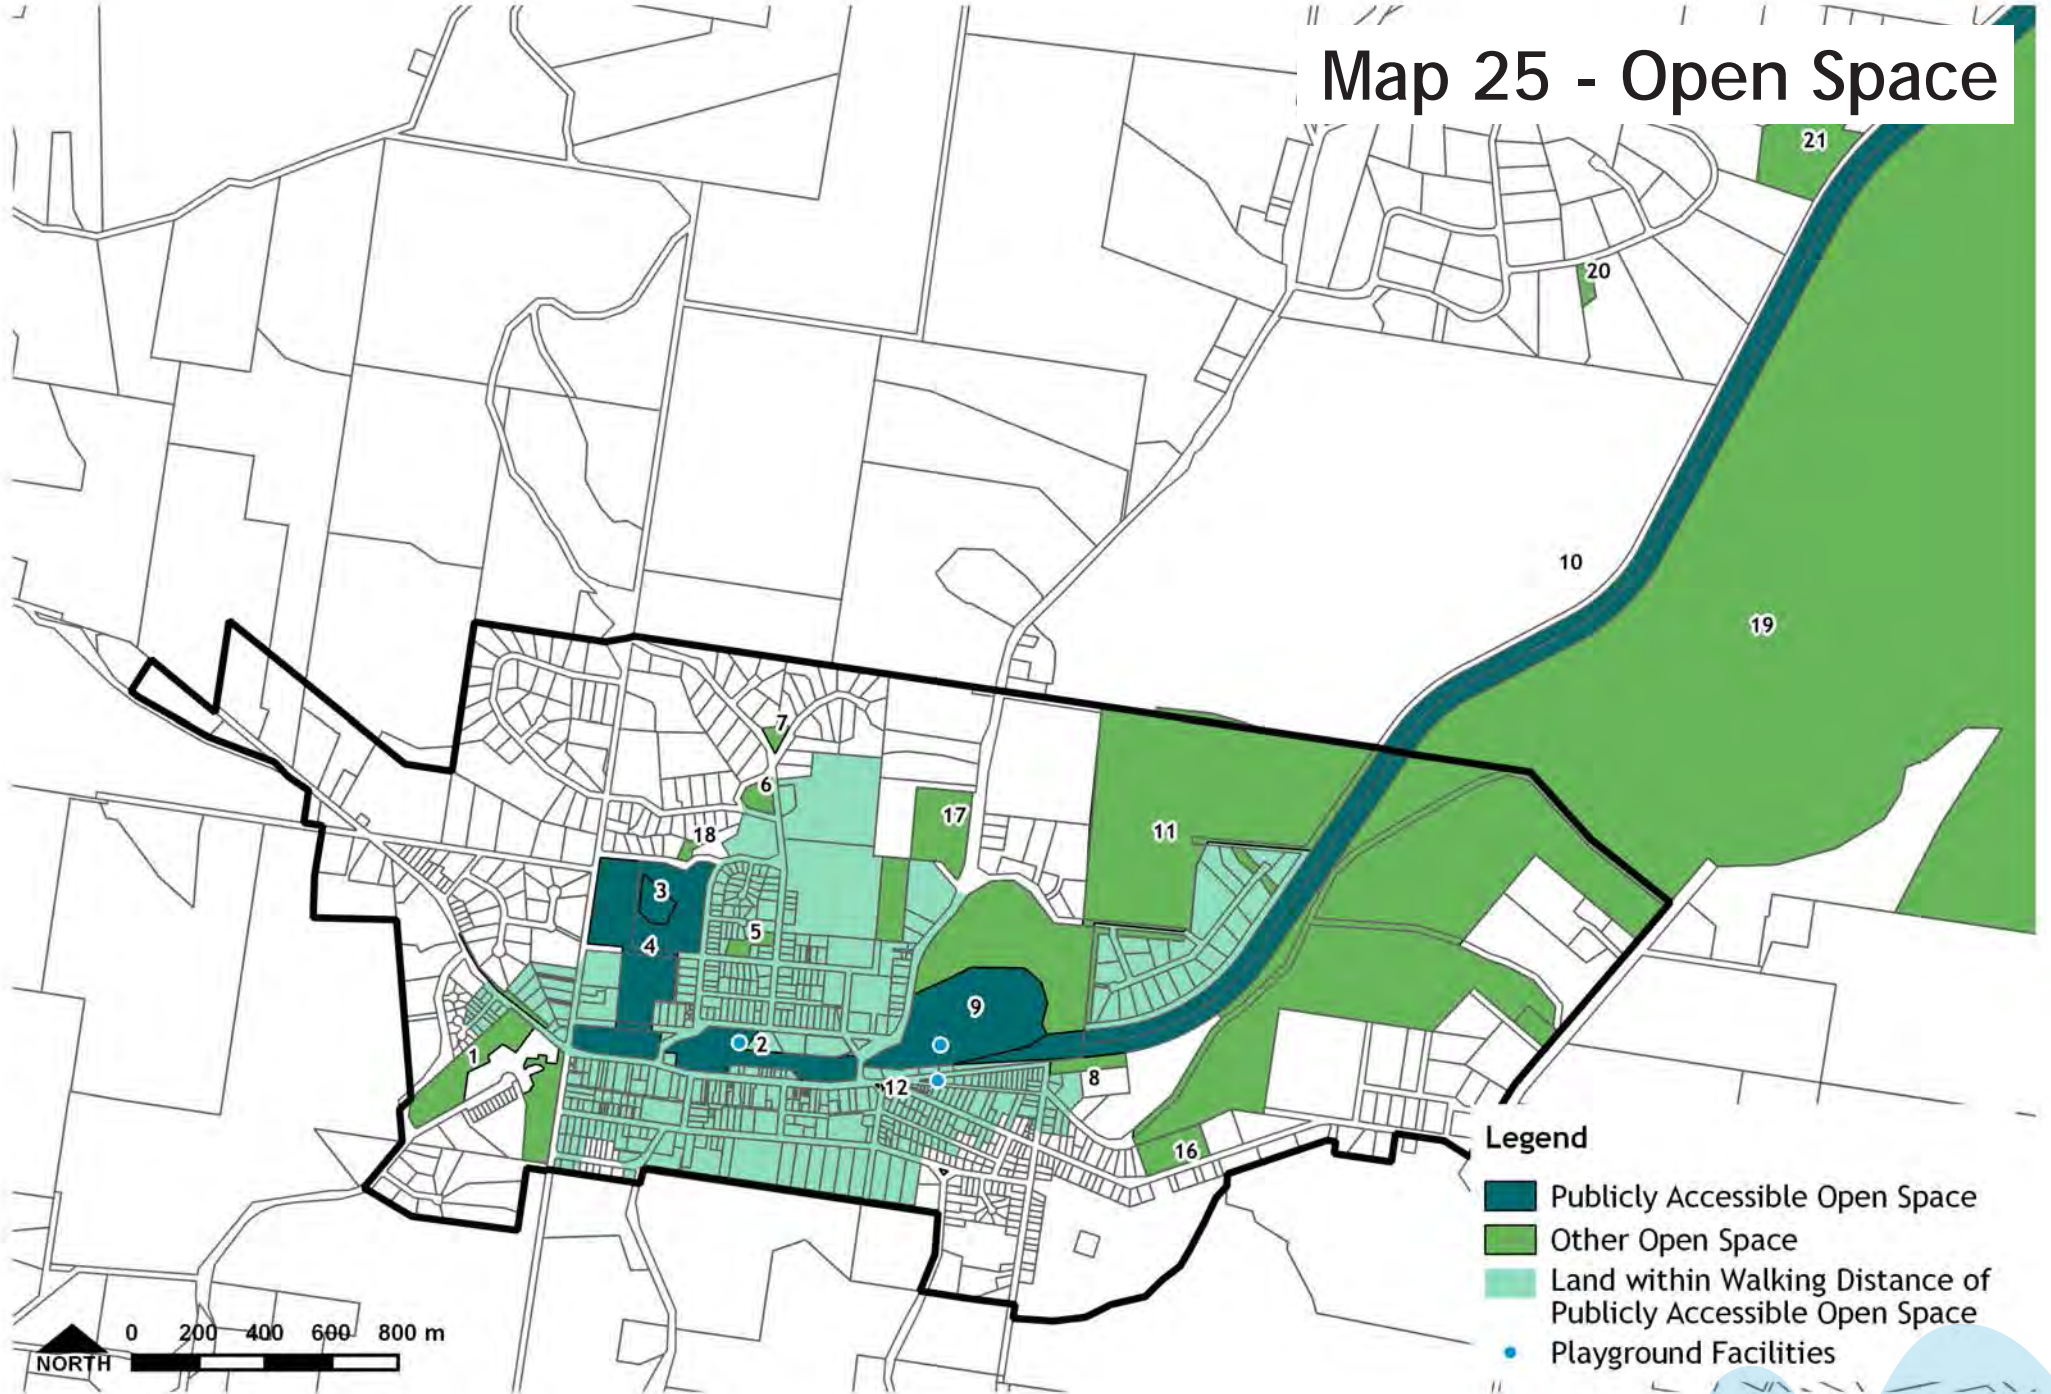 Map 25 - Open Space
21
20
10
19
7
6
17
18
11
3
5
4
9
2
1
8
12
16
Legend
Publicly Accessible Open Space
Other Open Space
Land within Walking Distance of
Publicly Accessible Open Space
Playground Facilities
0 200 400 600 800 m
NORTH